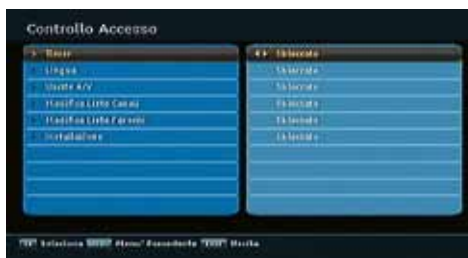 Controllo Accesso
Timer Sbloccato
Lingua Sbloccato
Uscite A/V Sbloccato
Modifica Lista Canali Sbloccato
Modifica Lista Favoriti Sbloccato
Installazione Sbloccato
Seleziona Menu' Precedente Uscita